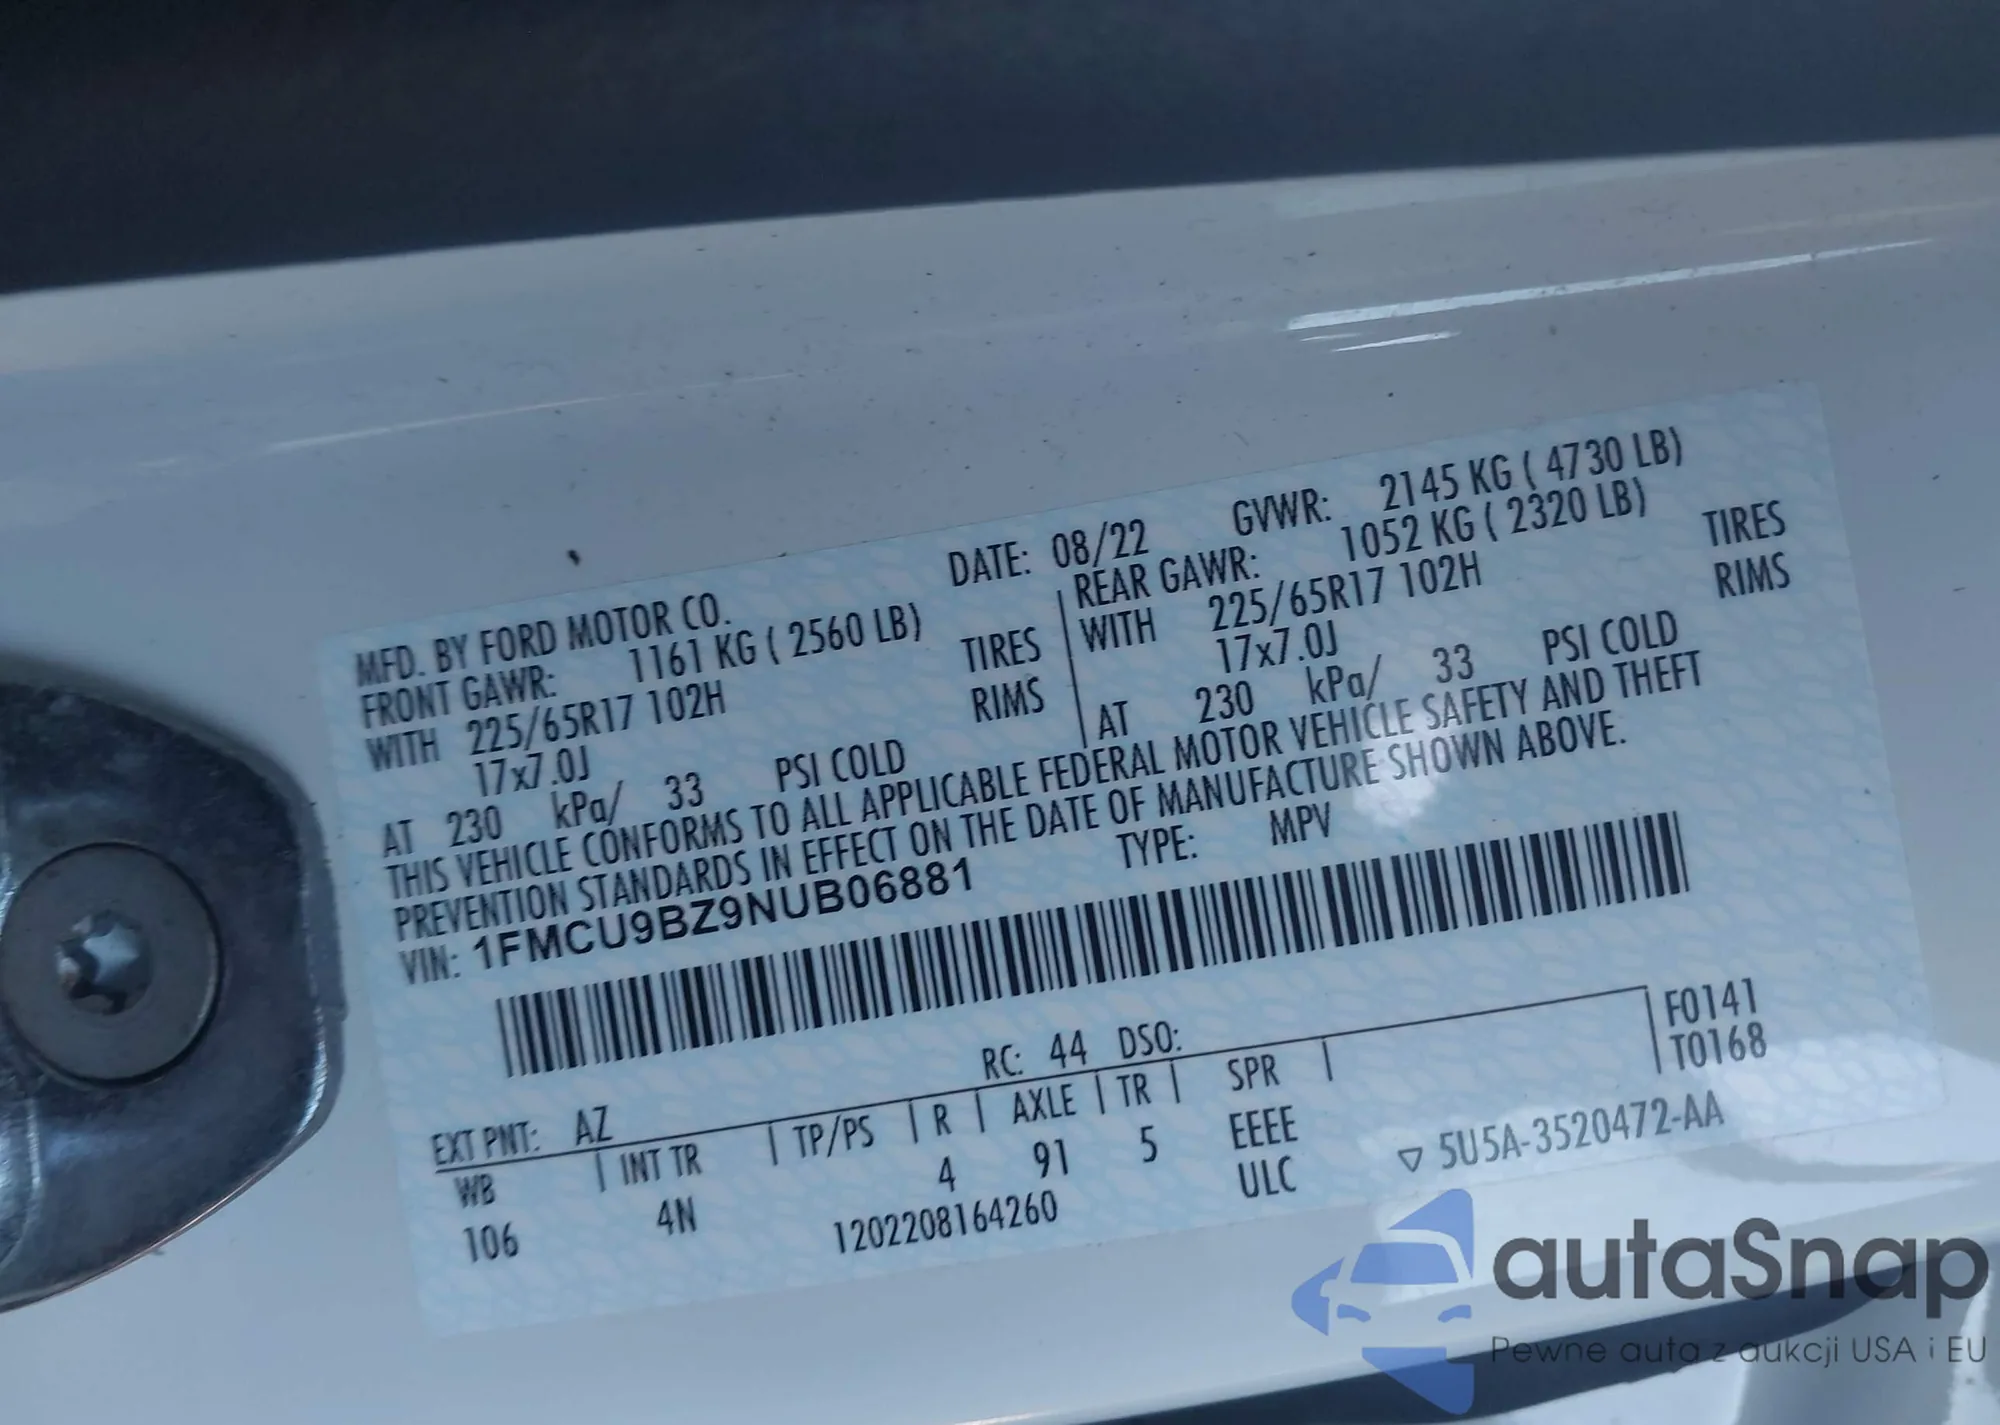 MFD. BY FORD MOTOR CO. DATE: 08/22 GVWR: 2145 KG ( 4730 LB)
FRONT GAWR: 1161 KG ( 2560 LB) REAR GAWR: 1052 KG ( 2320 LB)
WITH 225/65R17 102H TIRES WITH 225/65R17 102H TIRES
17x7.0J RIMS 17x7.0J RIMS
AT 230 kPa/ 33 PSI COLD AT 230 kPa/ 33 PSI COLD
THIS VEHICLE CONFORMS TO ALL APPLICABLE FEDERAL MOTOR VEHICLE SAFETY AND THEFT
PREVENTION STANDARDS IN EFFECT ON THE DATE OF MANUFACTURE SHOWN ABOVE.
VIN: 1FMCU9BZ9NUB06881 TYPE: MPV
F0141
T0168
EXT PNT: AZ RC: 44 DSO:
WB INT TR TP/PS R AXLE TR SPR
106 4N 4 91 5 EEEE
1202208164260 ULC ▽ 5U5A-3520472-AA
autaSnap
Pewne auta z aukcji USA i EU